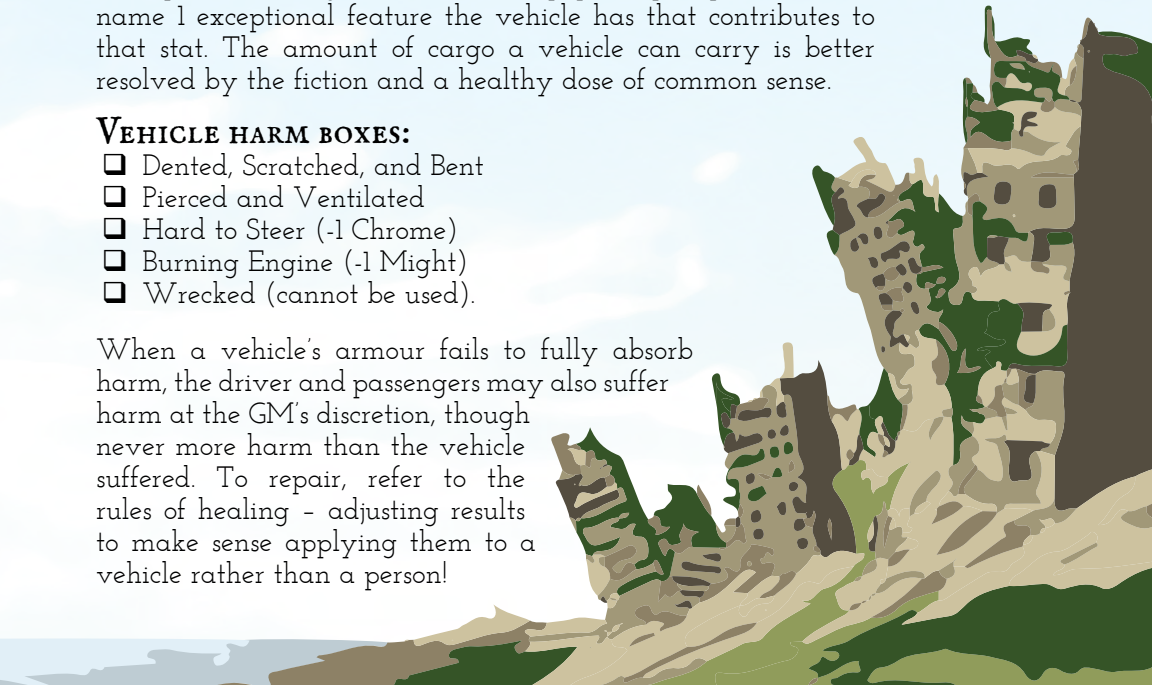 name 1 exceptional feature the vehicle has that contributes to
that stat. The amount of cargo a vehicle can carry is better
resolved by the fiction and a healthy dose of common sense.
Vehicle harm boxes:
❑ Dented, Scratched, and Bent
❑ Pierced and Ventilated
❑ Hard to Steer (-1 Chrome)
❑ Burning Engine (-1 Might)
❑ Wrecked (cannot be used).
When a vehicle's armour fails to fully absorb
harm, the driver and passengers may also suffer
harm at the GM's discretion, though
never more harm than the vehicle
suffered. To repair, refer to the
rules of healing – adjusting results
to make sense applying them to a
vehicle rather than a person!